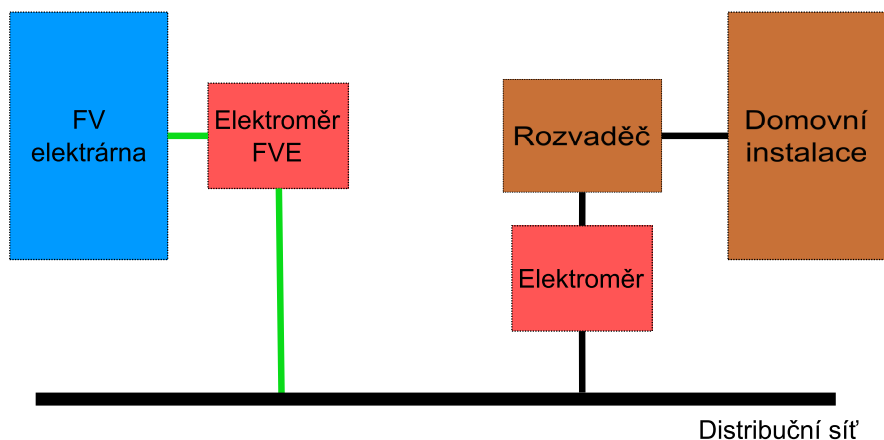 FV
elektrárna
Elektroměr
FVE
Rozvaděč
Domovní
instalace
Elektroměr
Distribuční síť